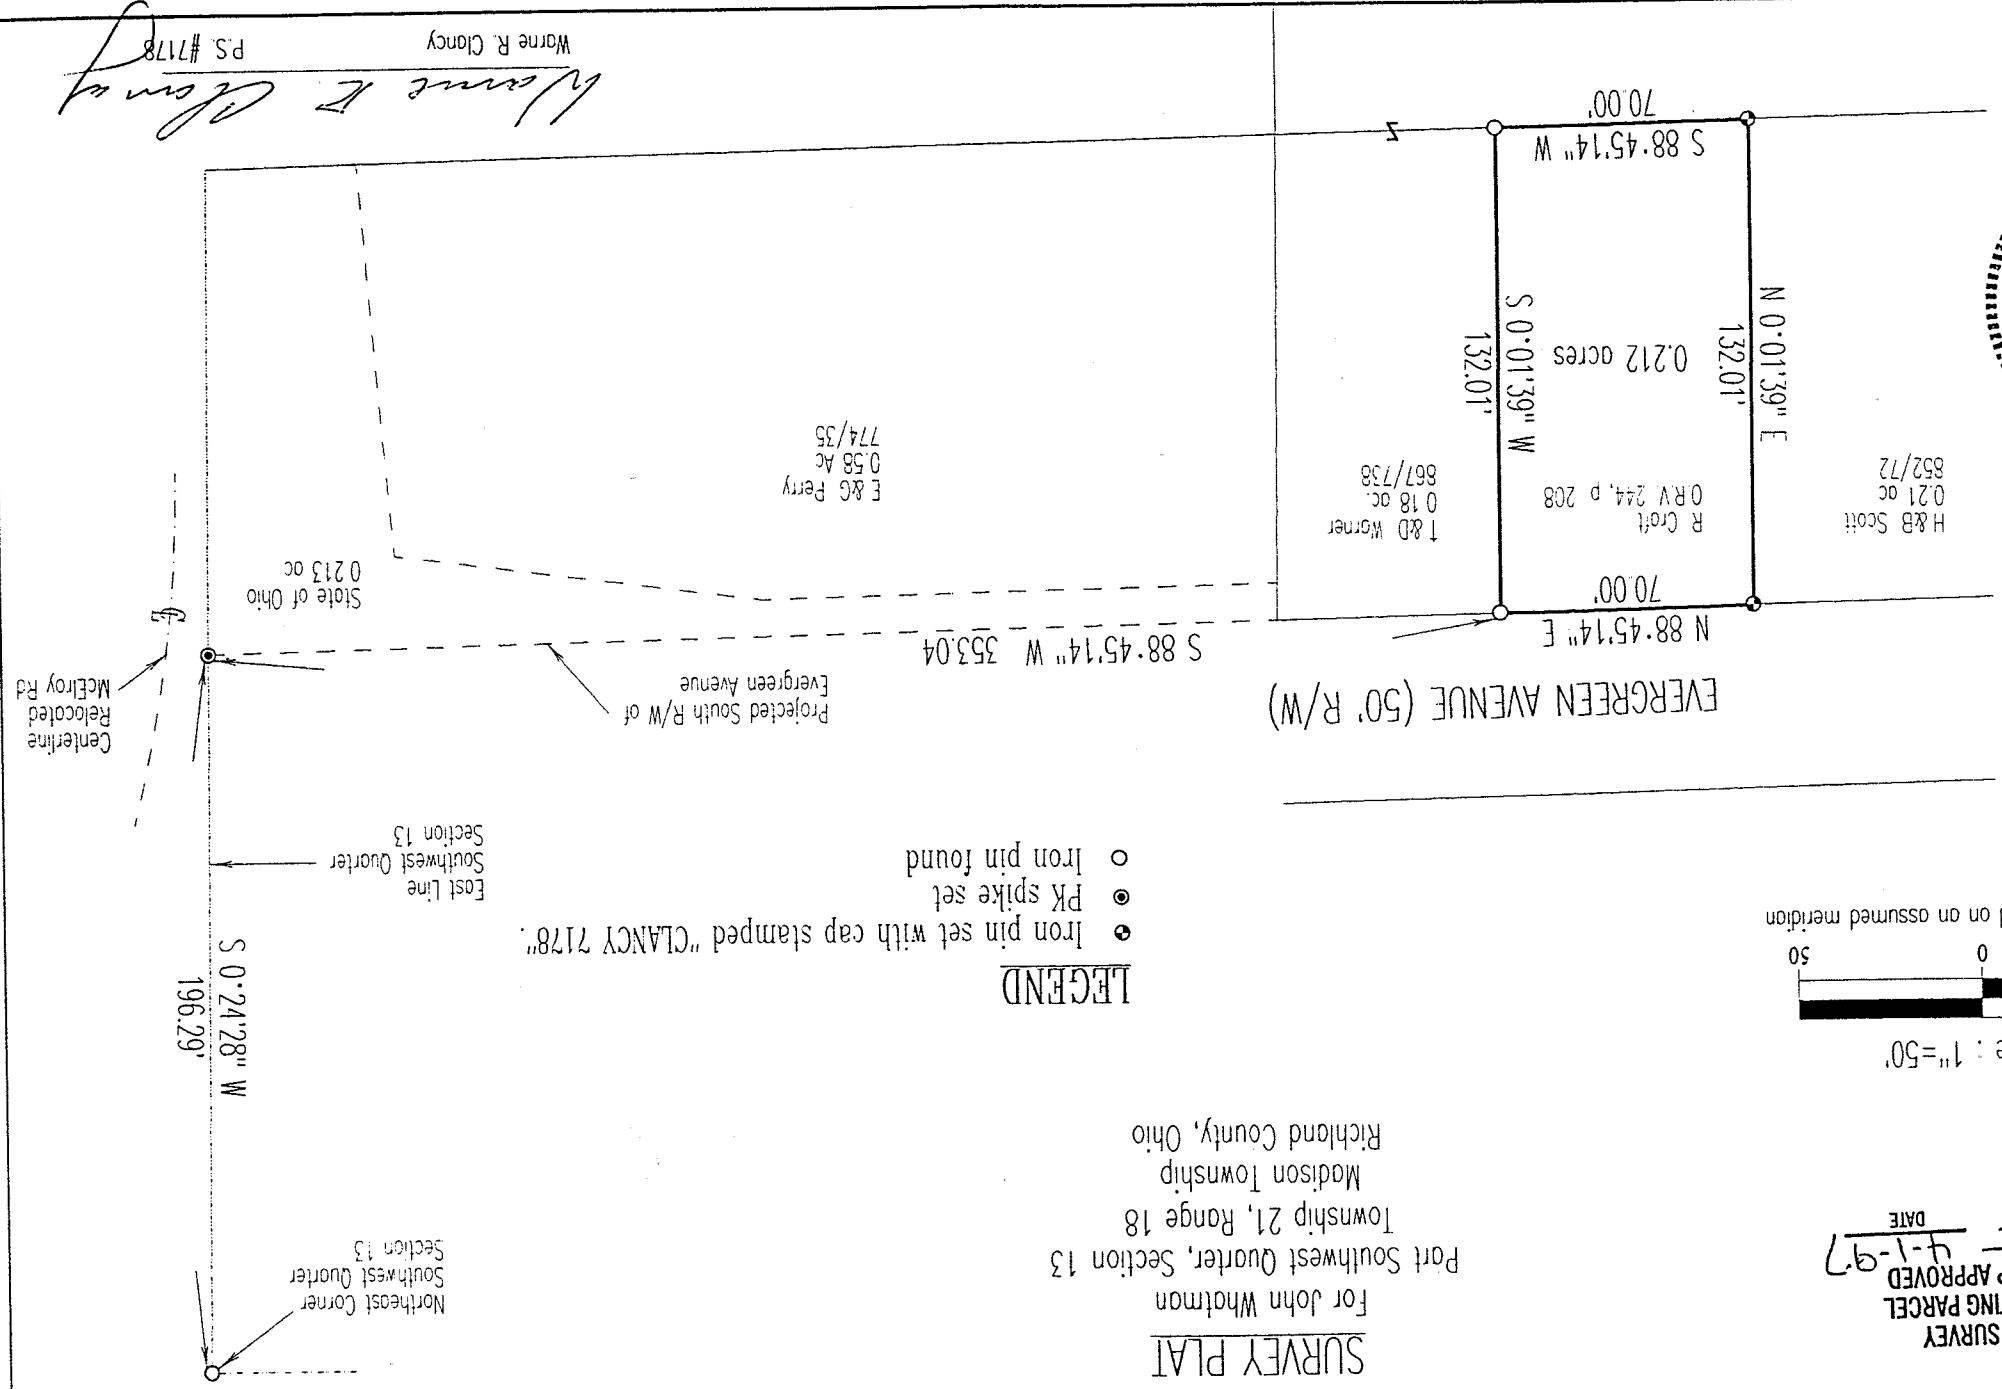 SURVEY PLAT
For John Whatman
Part Southwest Quarter, Section 13
Township 21, Range 18
Madison Township
Richland County, Ohio
SURVEY
ING PARCEL
APPROVED
4-1-97
DATE
Northeast Corner
Southwest Quarter
Section 13
e : 1"=50'
0 50
on an assumed meridian
LEGEND
Iron pin set with cap stamped "CLANCY 7178".
PK spike set
Iron pin found
S 0°24'28" W
196.29'
East Line
Southwest Quarter
Section 13
EVERGREEN AVENUE (50' R/W)
Projected South R/W of
Evergreen Avenue
Centerline
Relocated
McElroy Rd
N 88°45'14" E
70.00'
S 88°45'14" W 353.04
H &B Scott
0.21 ac
852/72
R Croft
O.R.V. 244, p 208
T &D Warner
0.18 ac.
867/738
E &G Perry
0.58 Ac
774/35
State of Ohio
0.213 ac
N 0°01'39" E
132.01'
0.212 acres
S 0°01'39" W
132.01'
S 88°45'14" W
70.00'
Z
Warne R. Clancy
Warne R. Clancy P.S. #7178